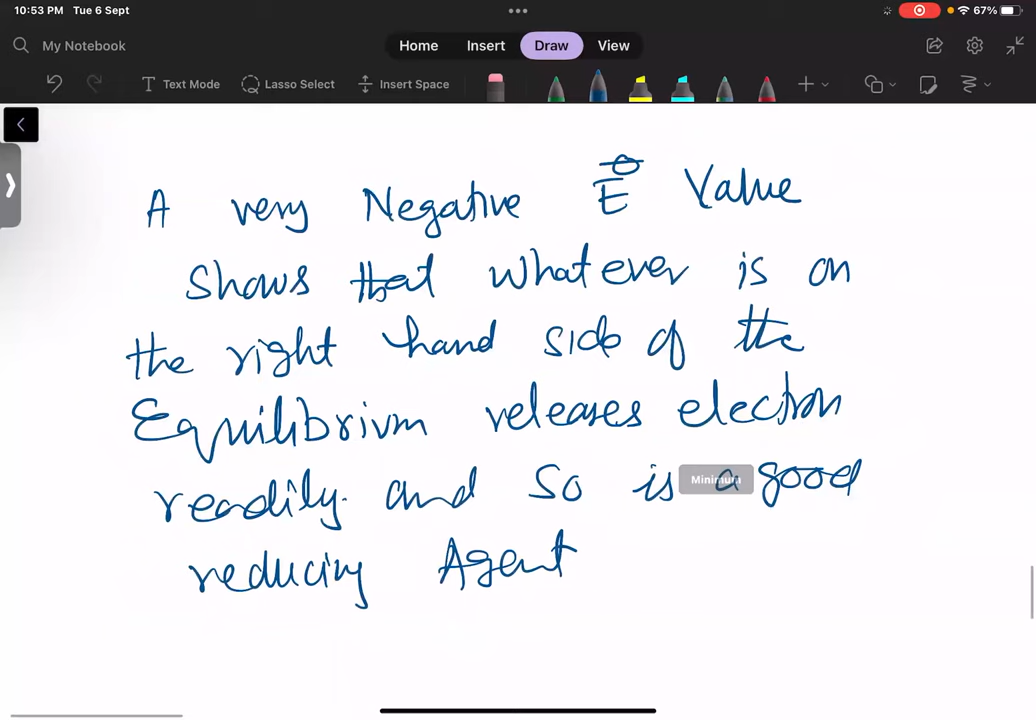 10:53 PM Tue 6 Sept
67%
My Notebook
Home Insert Draw View
Text Mode Lasso Select Insert Space
A very Negative E⦵ Value
Shows that whatever is on
the right hand side of the
Equilibrium releases electron
readily. and So is a good
Minimum
reducing Agent